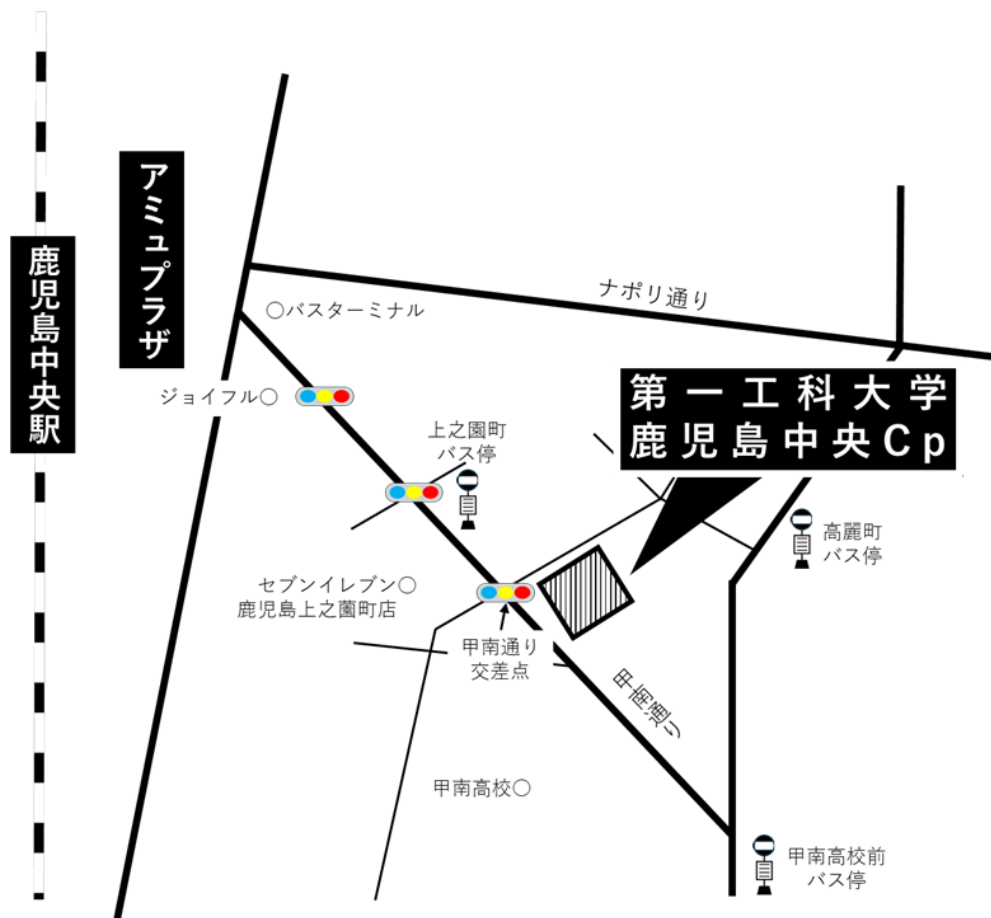 アミュプラザ
鹿児島中央駅
ナポリ通り
バスターミナル
ジョイフル
第一工科大学
鹿児島中央Cp
上之園町
バス停
高麗町
バス停
セブンイレブン
鹿児島上之薗町店
甲南通り
交差点
甲南通り
甲南高校
甲南高校前
バス停